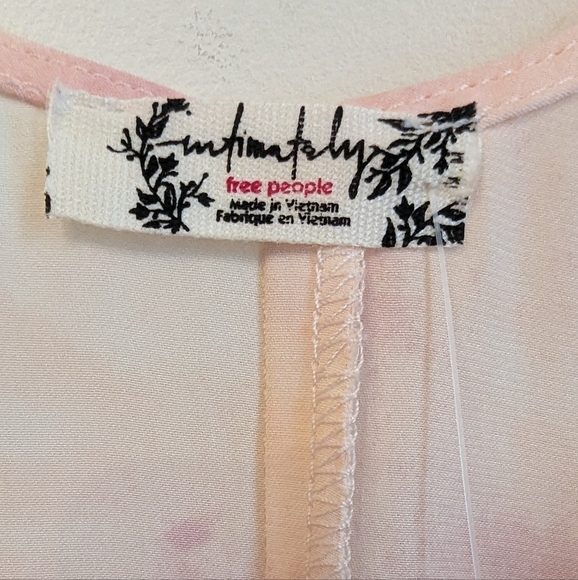 intimately
free people
Made in Vietnam
Fabrique en Vietnam